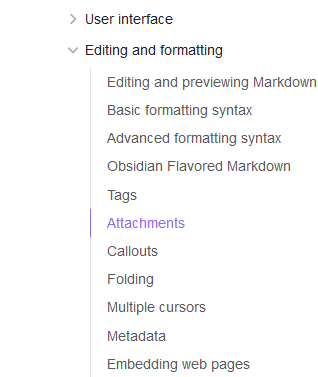 User interface
Editing and formatting
Editing and previewing Markdown
Basic formatting syntax
Advanced formatting syntax
Obsidian Flavored Markdown
Tags
Attachments
Callouts
Folding
Multiple cursors
Metadata
Embedding web pages